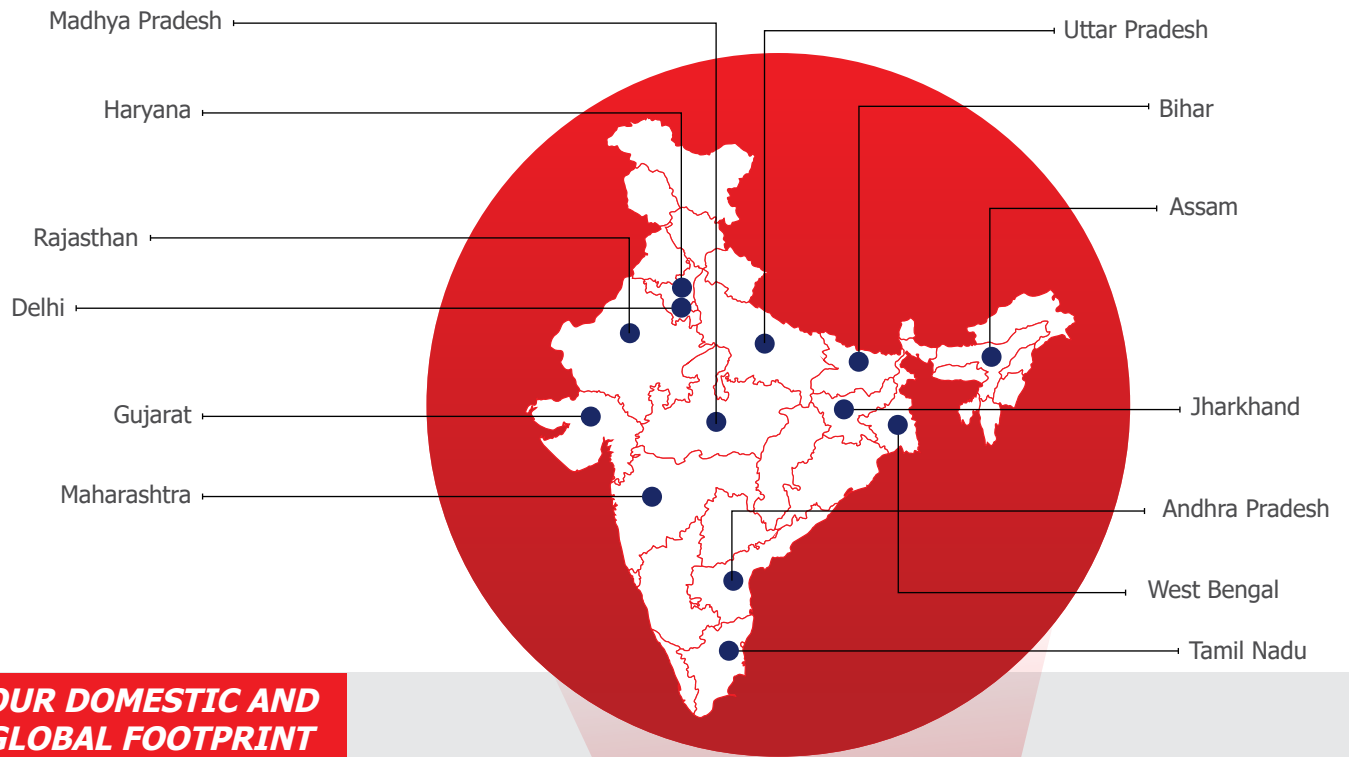 Madhya Pradesh
Uttar Pradesh
Haryana
Bihar
Assam
Rajasthan
Delhi
Gujarat
Jharkhand
Maharashtra
Andhra Pradesh
West Bengal
Tamil Nadu
OUR DOMESTIC AND
GLOBAL FOOTPRINT